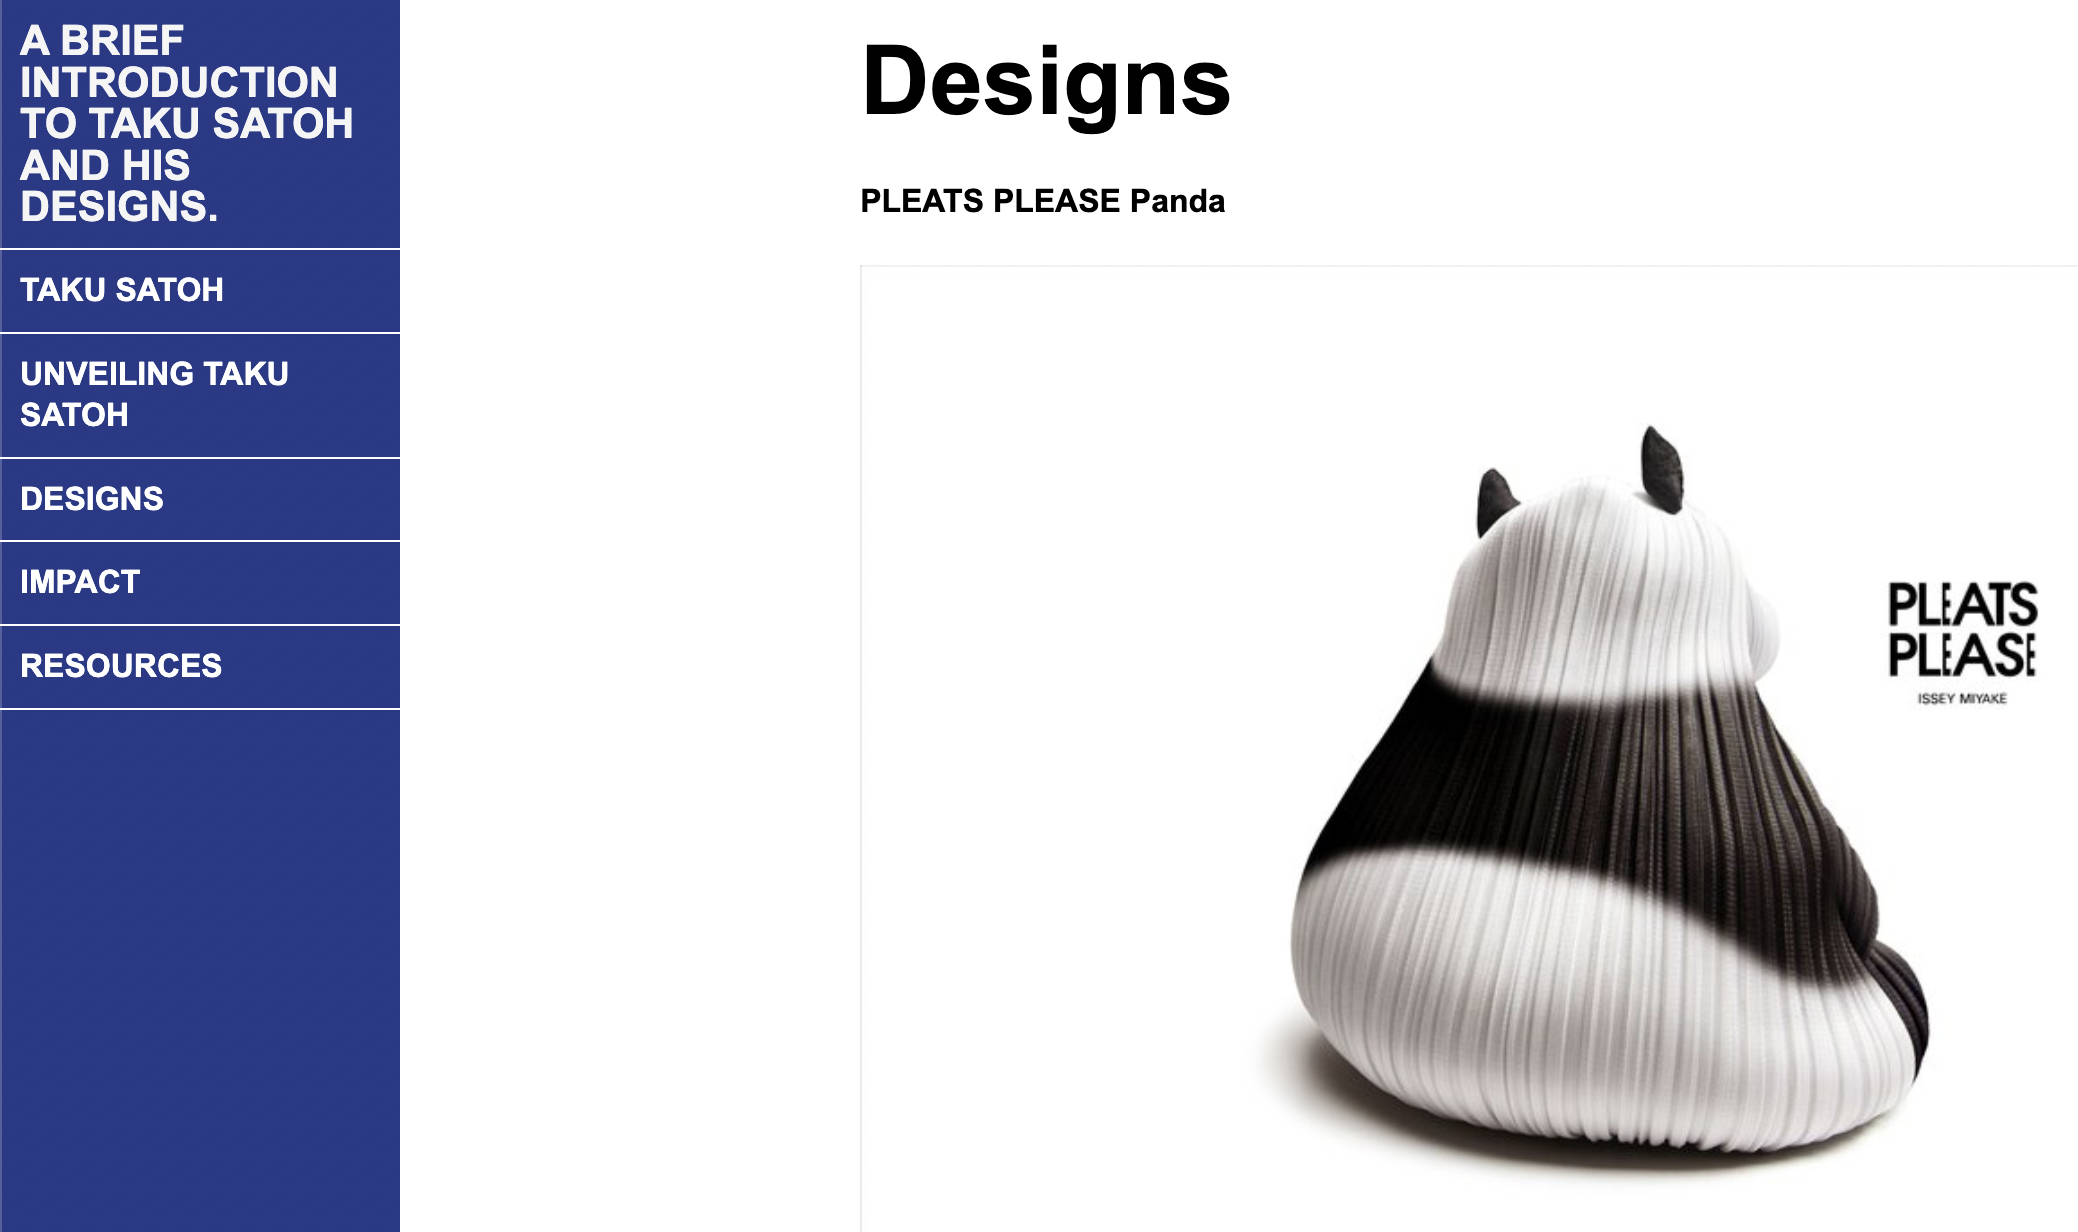 A BRIEF
INTRODUCTION
TO TAKU SATOH
AND HIS
DESIGNS.
TAKU SATOH
UNVEILING TAKU
SATOH
DESIGNS
IMPACT
RESOURCES
Designs
PLEATS PLEASE Panda
PLEATS
PLEASE
ISSEY MIYAKE